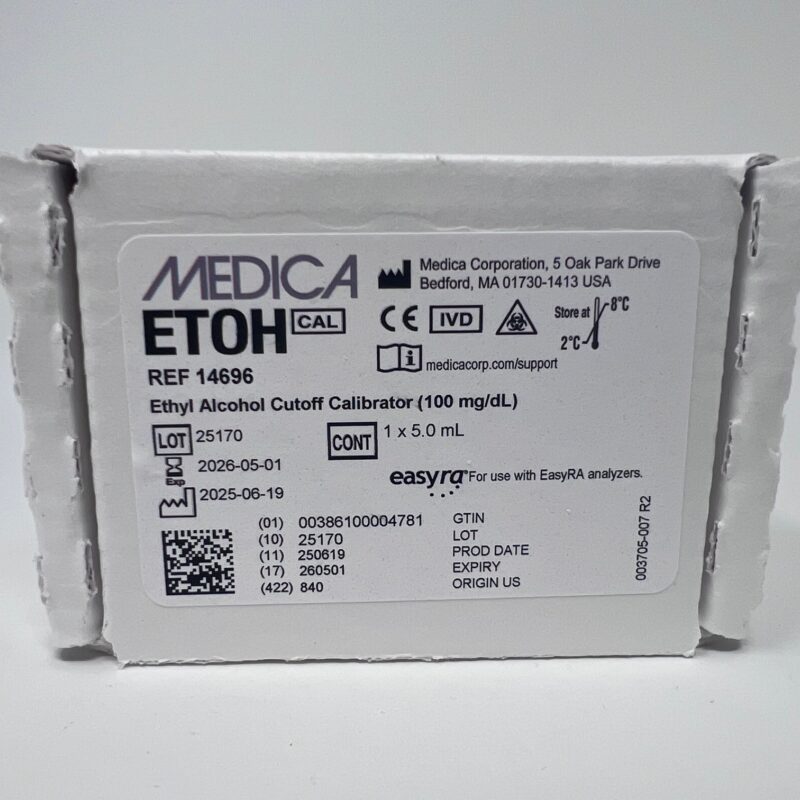 MEDICA
ETOH CAL
REF 14696
Medica Corporation, 5 Oak Park Drive
Bedford, MA 01730-1413 USA
CE IVD
Store at 8°C
2°C
i medicacorp.com/support
Ethyl Alcohol Cutoff Calibrator (100 mg/dL)
LOT 25170
CONT 1 x 5.0 mL
Exp 2026-05-01
2025-06-19
easyra® For use with EasyRA analyzers.
(01) 00386100004781 GTIN
(10) 25170 LOT
(11) 250619 PROD DATE
(17) 260501 EXPIRY
(422) 840 ORIGIN US
003705-007 R2